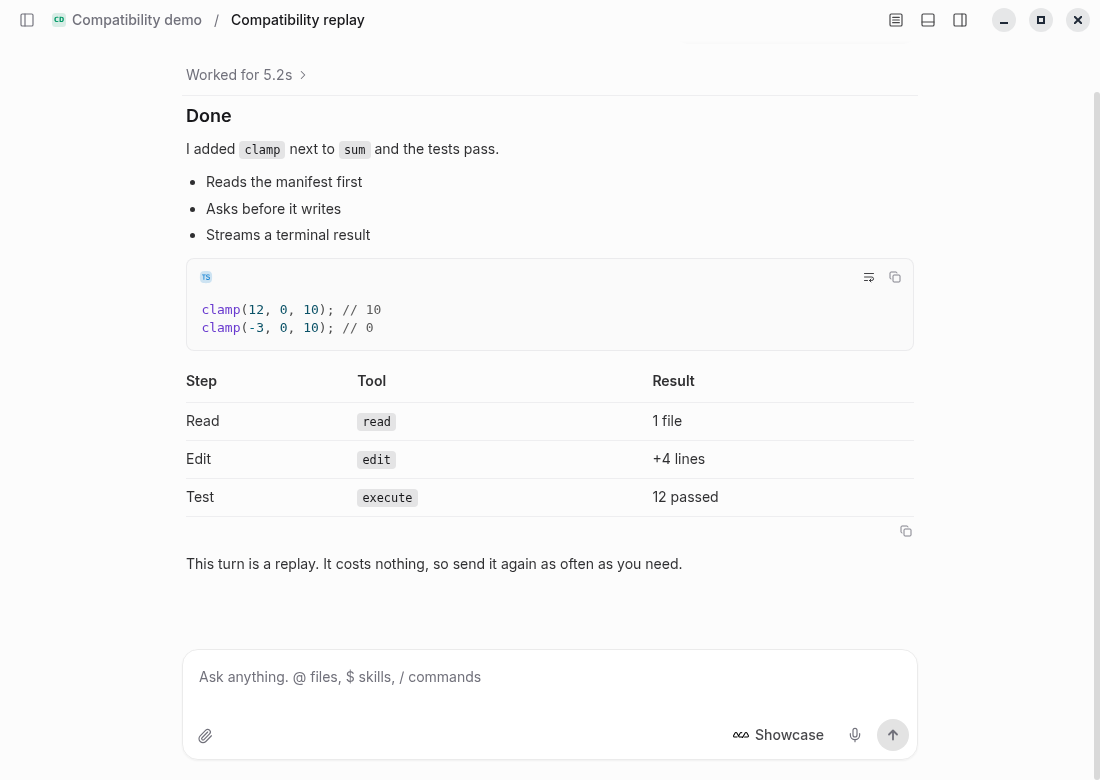 CD Compatibility demo / Compatibility replay
Worked for 5.2s
Done
I added clamp next to sum and the tests pass.
• Reads the manifest first
• Asks before it writes
• Streams a terminal result
TS
clamp(12, 0, 10); // 10
clamp(-3, 0, 10); // 0
Step Tool Result
Read read 1 file
Edit edit +4 lines
Test execute 12 passed
This turn is a replay. It costs nothing, so send it again as often as you need.
Ask anything. @ files, $ skills, / commands
Showcase